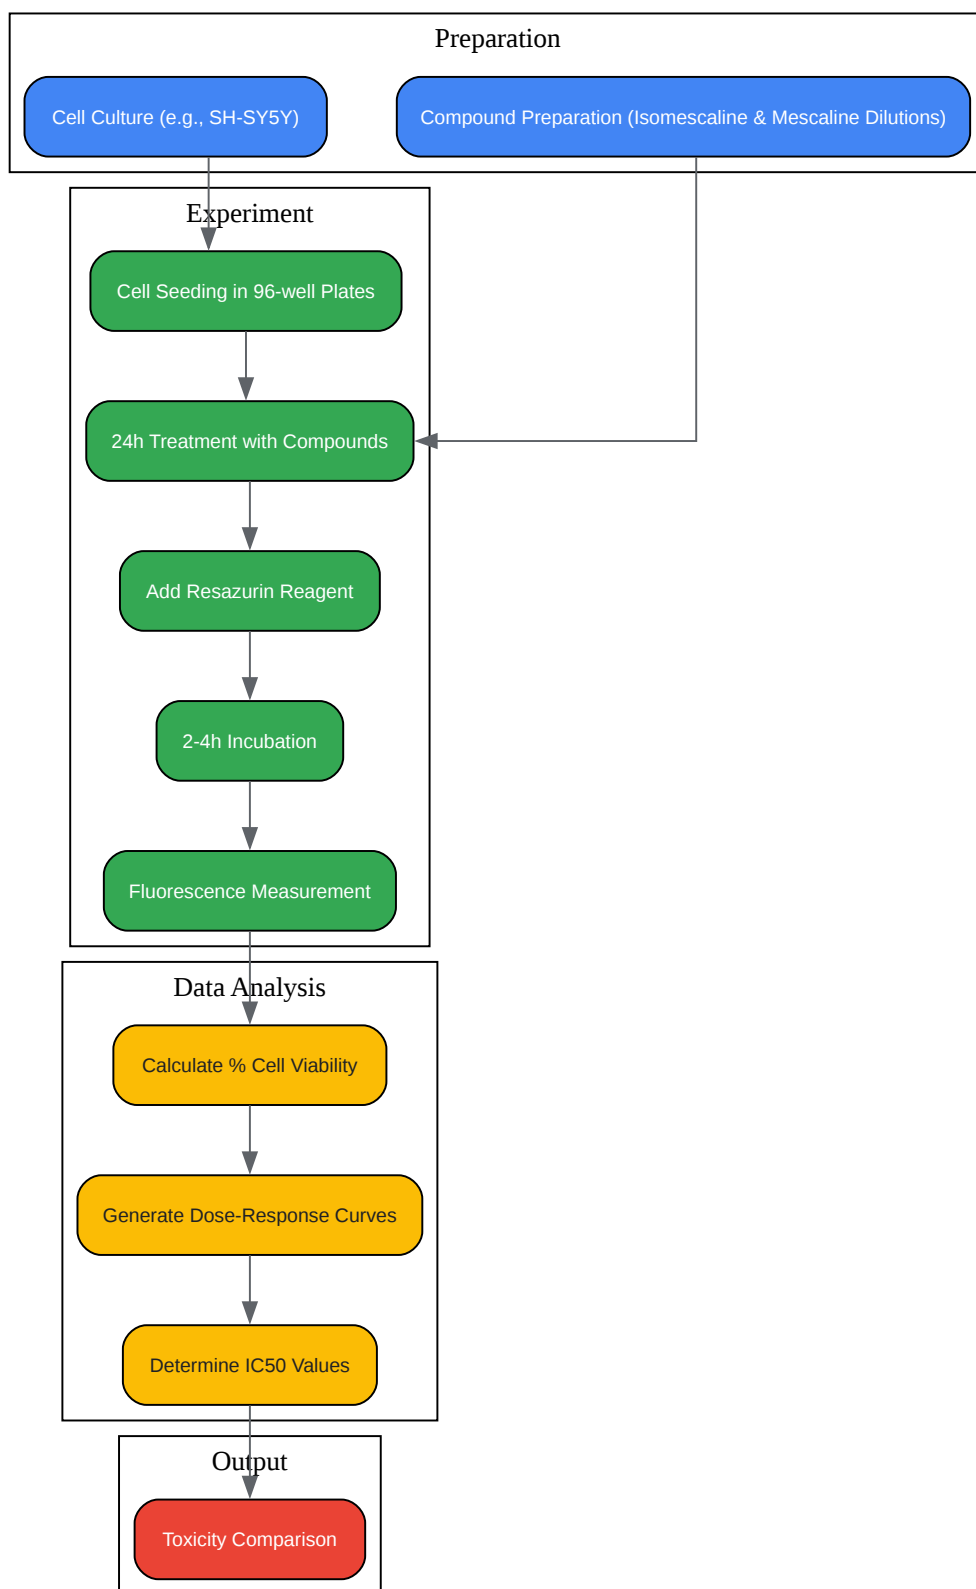 Preparation
Cell Culture (e.g., SH-SY5Y)
Compound Preparation (Isomescaline & Mescaline Dilutions)
Experiment
Cell Seeding in 96-well Plates
24h Treatment with Compounds
Add Resazurin Reagent
2-4h Incubation
Fluorescence Measurement
Data Analysis
Calculate % Cell Viability
Generate Dose-Response Curves
Determine IC50 Values
Output
Toxicity Comparison